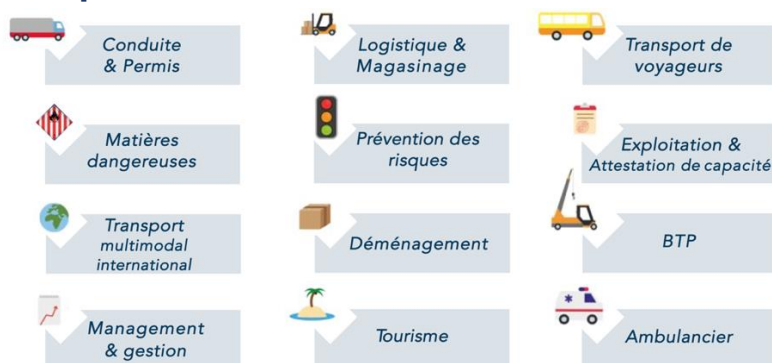 Conduite
& Permis
Logistique &
Magasinage
Transport de
voyageurs
Matières
dangereuses
Prévention des
risques
Exploitation &
Attestation de capacité
Transport
multimodal
international
Déménagement
BTP
Management
& gestion
Tourisme
Ambulancier